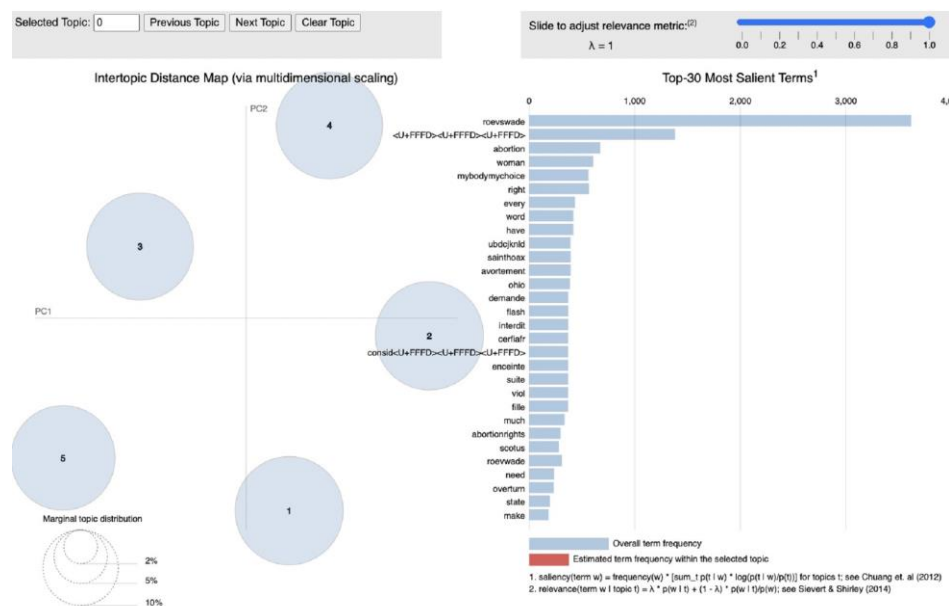 Selected Topic: 0 Previous Topic Next Topic Clear Topic
Slide to adjust relevance metric:(2)
λ = 1
0.0 0.2 0.4 0.6 0.8 1.0
Intertopic Distance Map (via multidimensional scaling)
PC2
PC1
4
3
2
5
1
Marginal topic distribution
2%
5%
10%
Top-30 Most Salient Terms1
0 1,000 2,000 3,000 4,0
roevswade
<U+FFFD><U+FFFD><U+FFFD>
abortion
woman
mybodymychoice
right
every
word
have
ubdcjknld
sainthoax
avortement
ohio
demande
flash
interdit
cerfiafr
consid<U+FFFD><U+FFFD><U+FFFD>
enceinte
suite
viol
fille
much
abortionrights
scotus
roevwade
need
overturn
state
make
Overall term frequency
Estimated term frequency within the selected topic
1. saliency(term w) = frequency(w) * [sum_t p(t | w) * log(p(t | w)/p(t))] for topics t; see Chuang et. al (2012)
2. relevance(term w | topic t) = λ * p(w | t) + (1 - λ) * p(w | t)/p(w); see Sievert & Shirley (2014)